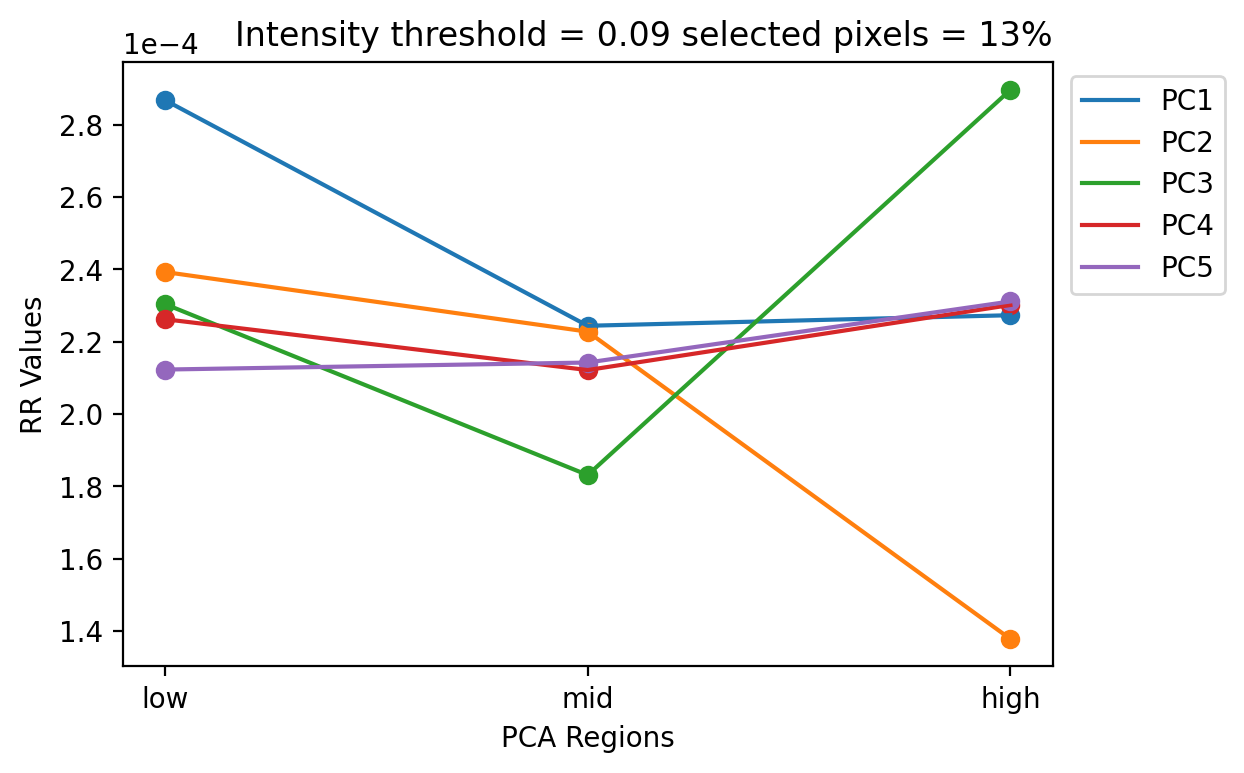 1e−4
Intensity threshold = 0.09 selected pixels = 13%
RR Values
2.8
2.6
2.4
2.2
2.0
1.8
1.6
1.4
low
mid
high
PCA Regions
PC1
PC2
PC3
PC4
PC5